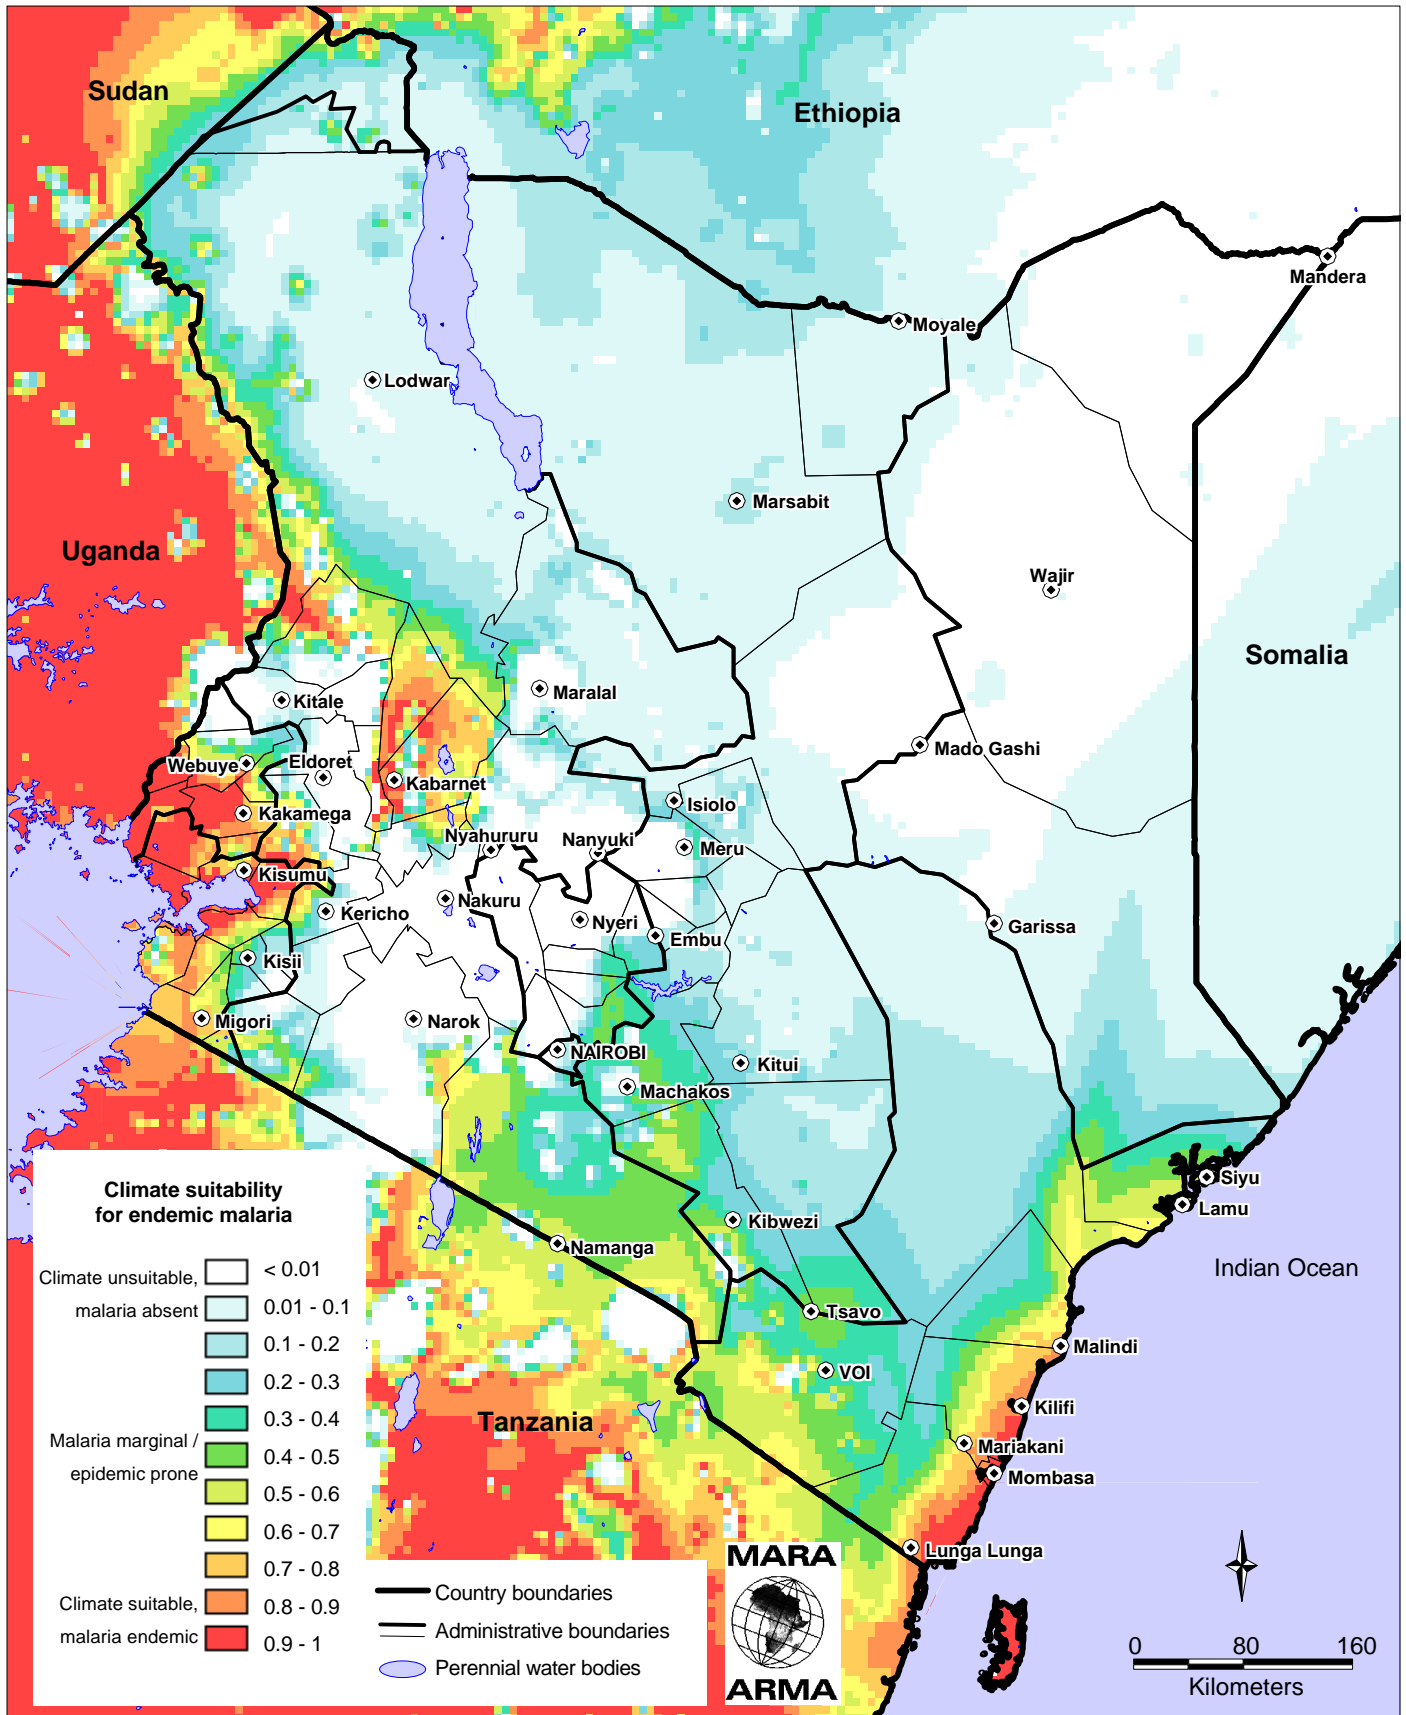 Sudan
Ethiopia
Mandera
Moyale
Lodwar
Marsabit
Uganda
Wajir
Somalia
Maralal
Kitale
Mado Gashi
Webuye
Eldoret
Kabarnet
Isiolo
Kakamega
Nyahururu
Nanyuki
Meru
Kisumu
Nakuru
Kericho
Nyeri
Garissa
Embu
Kisii
Migori
Narok
NAIROBI
Kitui
Machakos
Siyu
Lamu
Kibwezi
Namanga
Indian Ocean
Tsavo
Malindi
VOI
Kilifi
Tanzania
Mariakani
Mombasa
Lunga Lunga
Climate suitability
for endemic malaria
Climate unsuitable,
malaria absent
< 0.01
0.01 - 0.1
0.1 - 0.2
0.2 - 0.3
0.3 - 0.4
Malaria marginal /
epidemic prone
0.4 - 0.5
0.5 - 0.6
0.6 - 0.7
0.7 - 0.8
Climate suitable,
malaria endemic
0.8 - 0.9
0.9 - 1
Country boundaries
Administrative boundaries
Perennial water bodies
MARA
ARMA
0 80 160
Kilometers